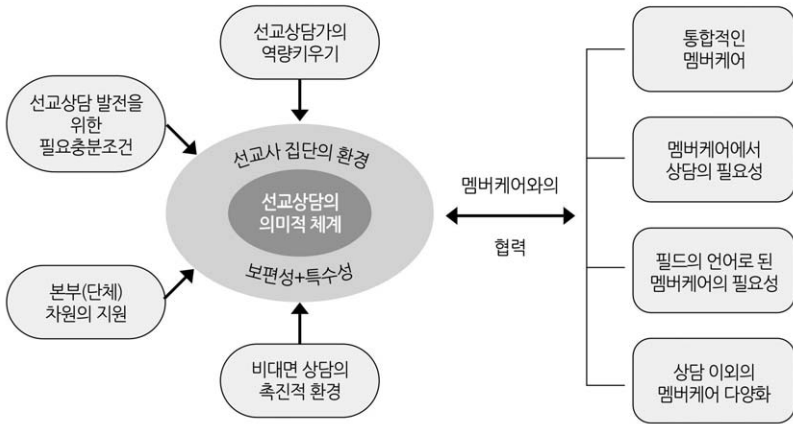 선교상담가의
역량키우기
선교상담 발전을
위한
필요충분조건
선교사 집단의 환경
선교상담의
의미적 체계
보편성+특수성
본부(단체)
차원의 지원
비대면 상담의
촉진적 환경
멤버케어와의
협력
통합적인
멤버케어
멤버케어에서
상담의 필요성
필드의 언어로 된
멤버케어의 필요성
상담 이외의
멤버케어 다양화